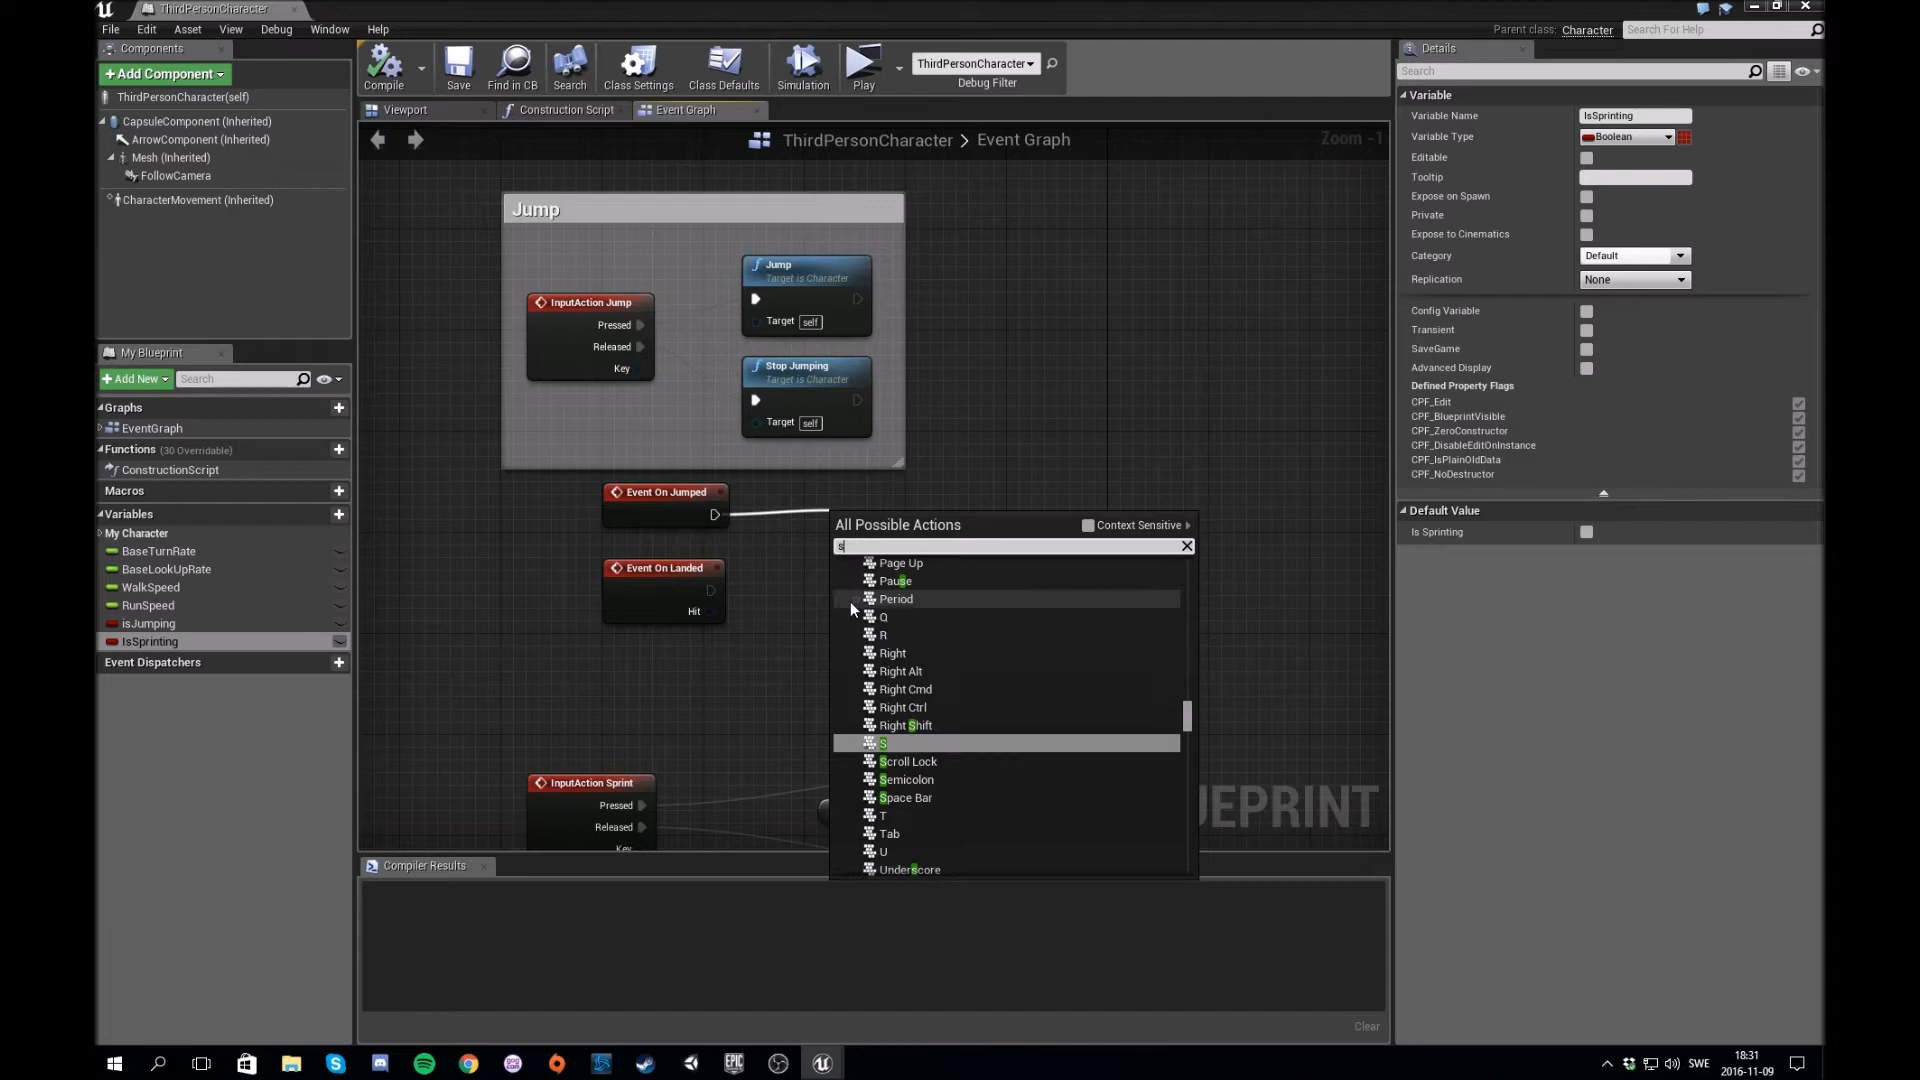 ThirdPersonCharacter
File Edit Asset View Debug Window Help
Parent class: Character
Search For Help
Components
+Add Component
ThirdPersonCharacter(self)
CapsuleComponent (Inherited)
ArrowComponent (Inherited)
Mesh (Inherited)
FollowCamera
CharacterMovement (Inherited)
My Blueprint
+Add New
Search
Graphs
EventGraph
Functions (30 Overridable)
ConstructionScript
Macros
Variables
My Character
BaseTurnRate
BaseLookUpRate
WalkSpeed
RunSpeed
isJumping
IsSprinting
Event Dispatchers
Compile
Save
Find in CB
Search
Class Settings
Class Defaults
Simulation
Play
ThirdPersonCharacter
Debug Filter
Viewport
Construction Script
Event Graph
ThirdPersonCharacter > Event Graph
Zoom -1
Jump
InputAction Jump
Pressed
Released
Key
Jump
Target is Character
Target self
Stop Jumping
Target is Character
Target self
Event On Jumped
Event On Landed
Hit
InputAction Sprint
Pressed
Released
Key
All Possible Actions
Context Sensitive
s
Page Up
Pause
Period
Q
R
Right
Right Alt
Right Cmd
Right Ctrl
Right Shift
S
Scroll Lock
Semicolon
Space Bar
T
Tab
U
Underscore
UEPRINT
Compiler Results
Clear
Details
Search
Variable
Variable Name IsSprinting
Variable Type Boolean
Editable
Tooltip
Expose on Spawn
Private
Expose to Cinematics
Category Default
Replication None
Config Variable
Transient
SaveGame
Advanced Display
Defined Property Flags
CPF_Edit
CPF_BlueprintVisible
CPF_ZeroConstructor
CPF_DisableEditOnInstance
CPF_IsPlainOldData
CPF_NoDestructor
Default Value
Is Sprinting
EPIC
SWE
18:31
2016-11-09